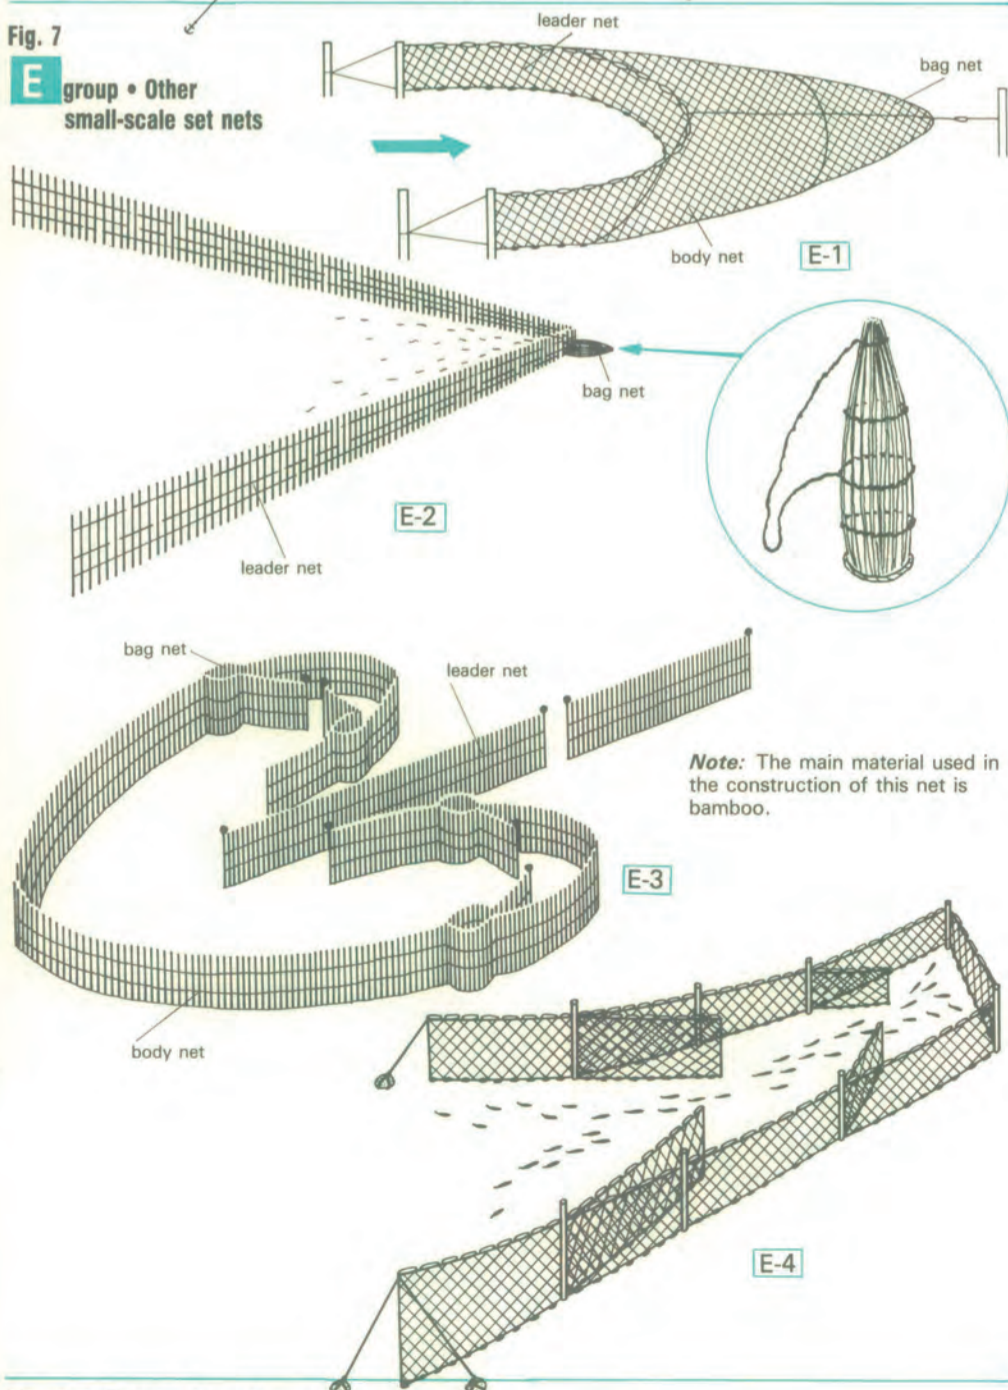 Fig. 7
E group • Other
small-scale set nets
leader net
bag net
body net
E-1
bag net
E-2
leader net
bag net
leader net
Note: The main material used in
the construction of this net is
bamboo.
E-3
body net
E-4